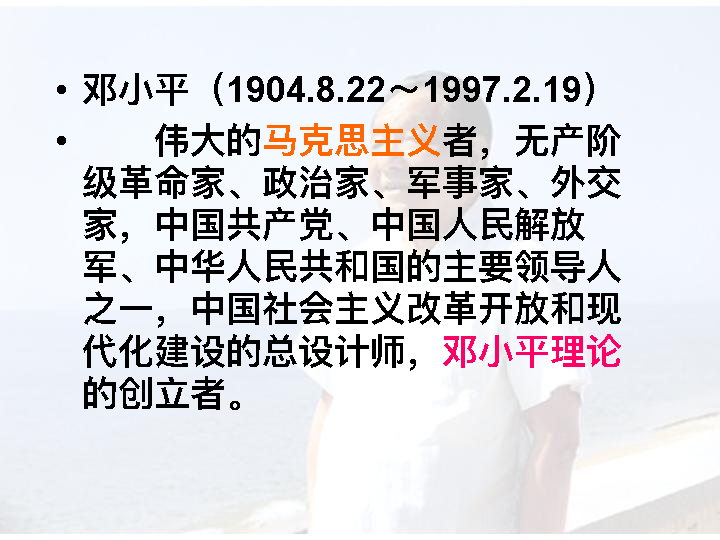 • 邓小平（1904.8.22～1997.2.19）
• 伟大的马克思主义者，无产阶
级革命家、政治家、军事家、外交
家，中国共产党、中国人民解放
军、中华人民共和国的主要领导人
之一，中国社会主义改革开放和现
代化建设的总设计师，邓小平理论
的创立者。